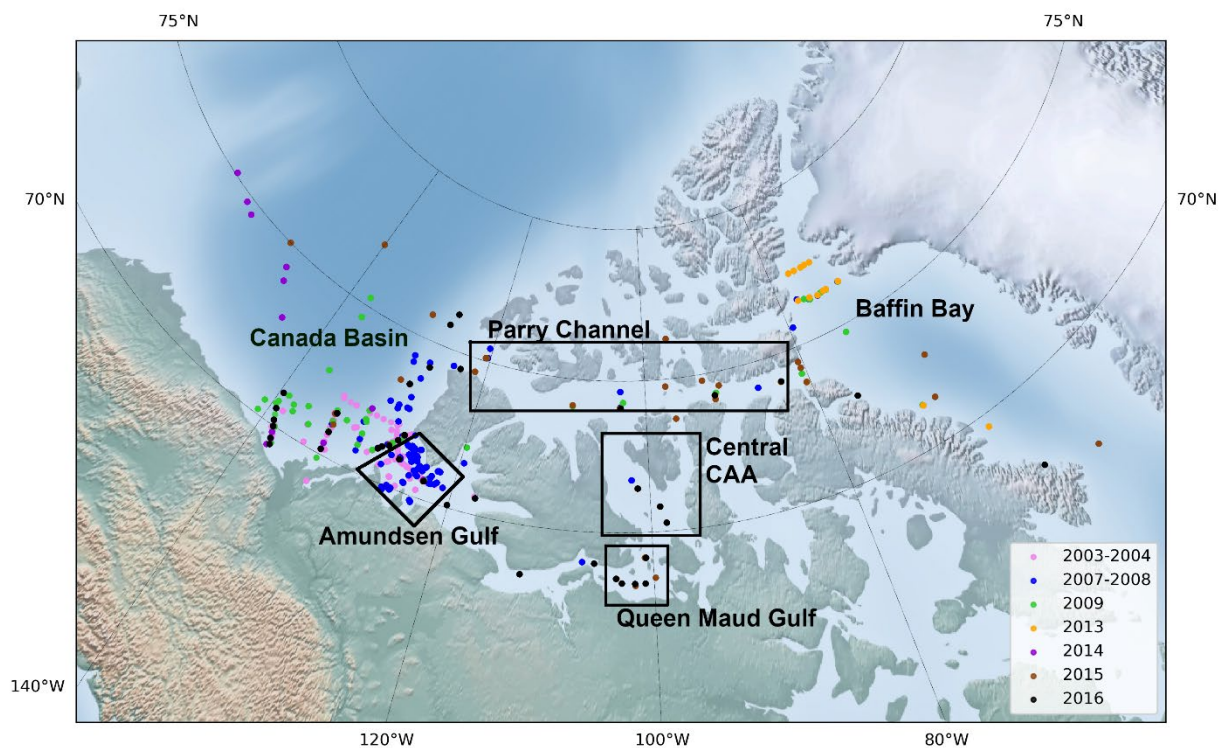 75°N
75°N
70°N
70°N
Canada Basin
Parry Channel
Baffin Bay
Central
CAA
Amundsen Gulf
Queen Maud Gulf
2003-2004
2007-2008
2009
2013
2014
2015
2016
140°W
120°W
100°W
80°W